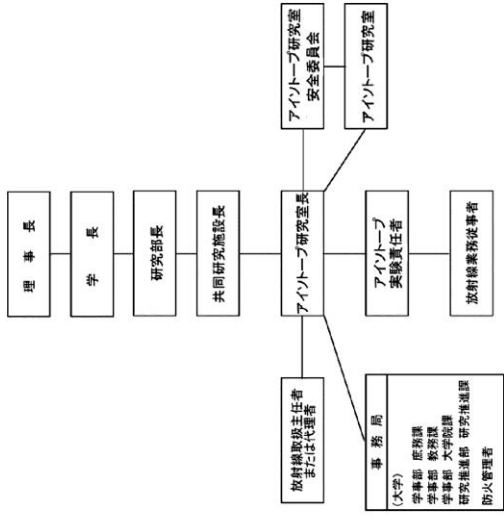 理 事 長
学 長
研究部長
共同研究施設長
アイソトープ研究室長
アイソトープ研究室
安全委員会
アイソトープ研究室
放射線取扱主任者
または代理者
アイソトープ
実験責任者
放射線業務従事者
事 務 局
(大学)
学事部 庶務課
学事部 教務課
学事部 大学院課
研究推進部 研究推進課
防火管理者